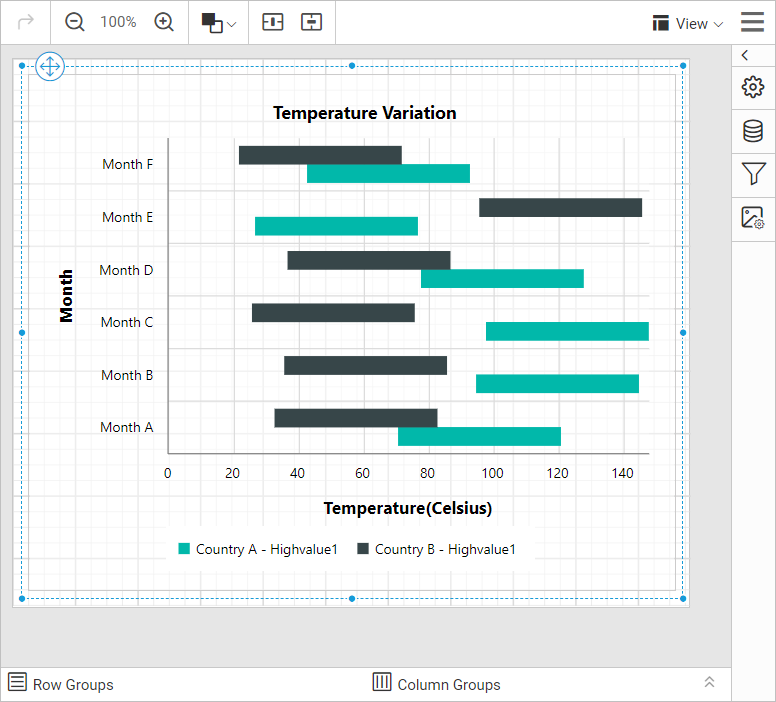 100% View
Temperature Variation
Month F
Month E
Month D
Month C
Month B
Month A
Month
0 20 40 60 80 100 120 140
Temperature(Celsius)
Country A - Highvalue1 Country B - Highvalue1
Row Groups Column Groups